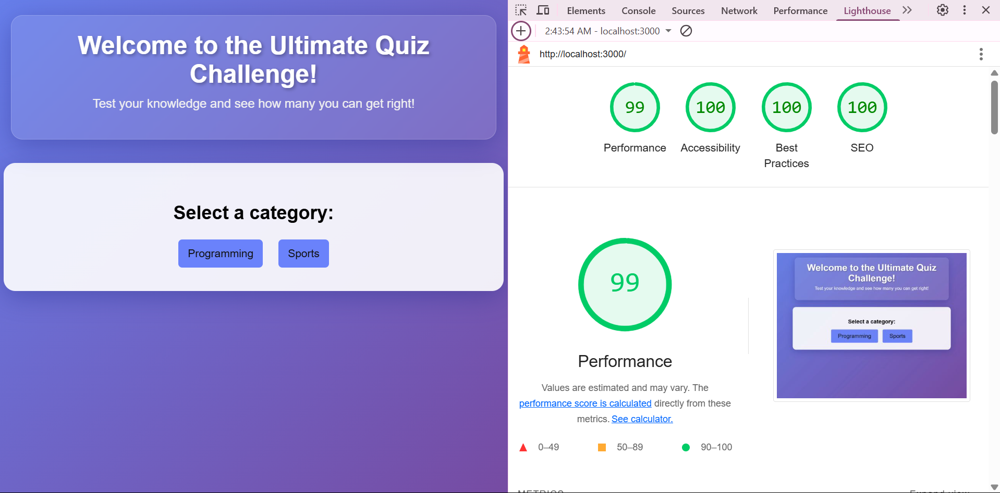 Welcome to the Ultimate Quiz
Challenge!
Test your knowledge and see how many you can get right!
Select a category:
Programming
Sports
Elements
Console
Sources
Network
Performance
Lighthouse
2:43:54 AM - localhost:3000
http://localhost:3000/
99
100
100
100
Performance
Accessibility
Best
Practices
SEO
99
Performance
Values are estimated and may vary. The
performance score is calculated directly from these
metrics. See calculator.
0–49
50–89
90–100
Welcome to the Ultimate Quiz
Challenge!
Test your knowledge and see how many you can get right!
Select a category:
Programming
Sports
METRICS
Expand view